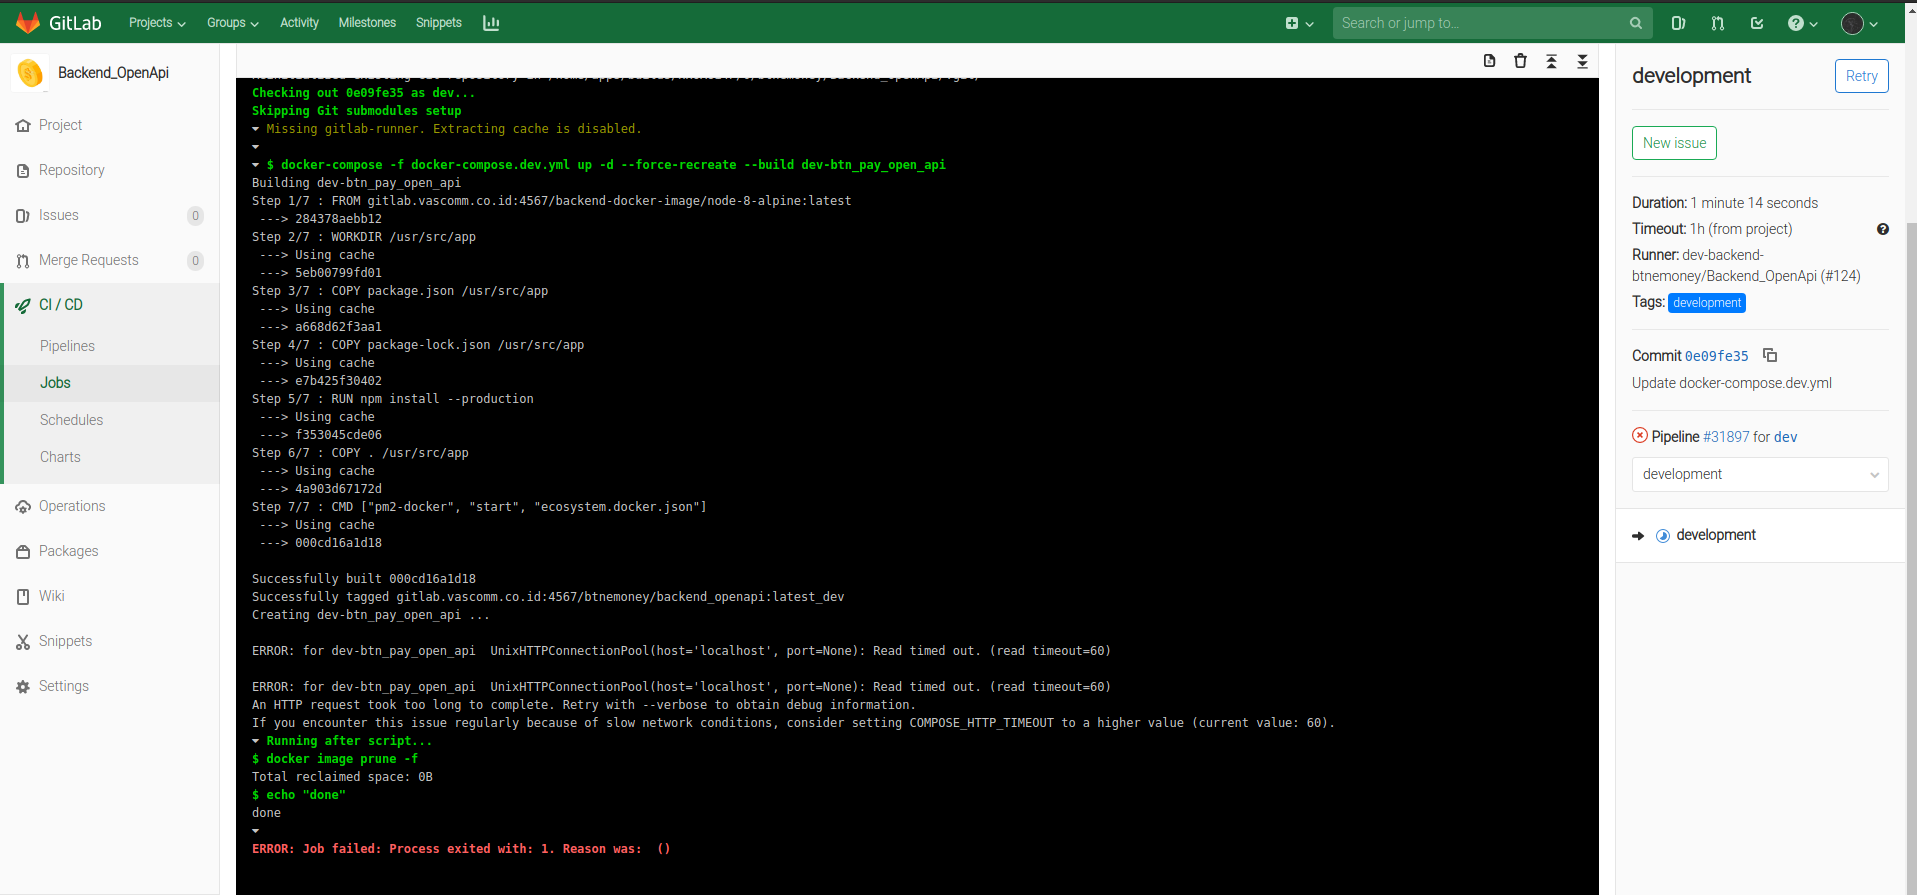 GitLab
Projects
Groups
Activity
Milestones
Snippets
Search or jump to...
Backend_OpenApi
Project
Repository
Issues 0
Merge Requests 0
CI / CD
Pipelines
Jobs
Schedules
Charts
Operations
Packages
Wiki
Snippets
Settings
Checking out 0e09fe35 as dev...
Skipping Git submodules setup
Missing gitlab-runner. Extracting cache is disabled.
$ docker-compose -f docker-compose.dev.yml up -d --force-recreate --build dev-btn_pay_open_api
Building dev-btn_pay_open_api
Step 1/7 : FROM gitlab.vascomm.co.id:4567/backend-docker-image/node-8-alpine:latest
---> 284378aebb12
Step 2/7 : WORKDIR /usr/src/app
---> Using cache
---> 5eb00799fd01
Step 3/7 : COPY package.json /usr/src/app
---> Using cache
---> a668d62f3aa1
Step 4/7 : COPY package-lock.json /usr/src/app
---> Using cache
---> e7b425f30402
Step 5/7 : RUN npm install --production
---> Using cache
---> f353045cde06
Step 6/7 : COPY . /usr/src/app
---> Using cache
---> 4a903d67172d
Step 7/7 : CMD ["pm2-docker", "start", "ecosystem.docker.json"]
---> Using cache
---> 000cd16a1d18
Successfully built 000cd16a1d18
Successfully tagged gitlab.vascomm.co.id:4567/btnemoney/backend_openapi:latest_dev
Creating dev-btn_pay_open_api ...
ERROR: for dev-btn_pay_open_api  UnixHTTPConnectionPool(host='localhost', port=None): Read timed out. (read timeout=60)
ERROR: for dev-btn_pay_open_api  UnixHTTPConnectionPool(host='localhost', port=None): Read timed out. (read timeout=60)
An HTTP request took too long to complete. Retry with --verbose to obtain debug information.
If you encounter this issue regularly because of slow network conditions, consider setting COMPOSE_HTTP_TIMEOUT to a higher value (current value: 60).
Running after script...
$ docker image prune -f
Total reclaimed space: 0B
$ echo "done"
done
ERROR: Job failed: Process exited with: 1. Reason was:  ()
development
Retry
New issue
Duration: 1 minute 14 seconds
Timeout: 1h (from project)
Runner: dev-backend-
btnemoney/Backend_OpenApi (#124)
Tags: development
Commit 0e09fe35
Update docker-compose.dev.yml
Pipeline #31897 for dev
development
development